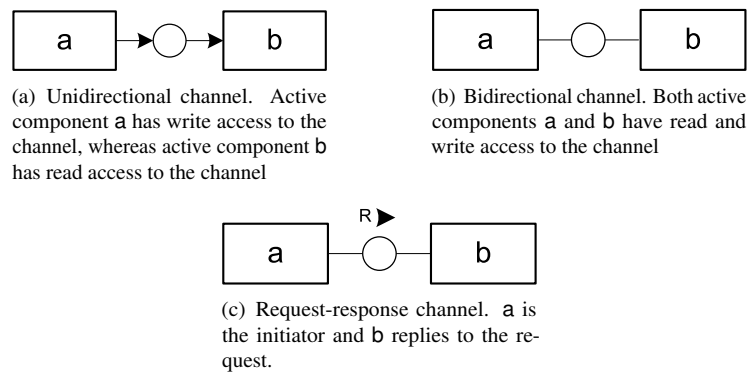 a
b
a
b
(a) Unidirectional channel. Active
component a has write access to the
channel, whereas active component b
has read access to the channel
(b) Bidirectional channel. Both active
components a and b have read and
write access to the channel
R
a
b
(c) Request-response channel. a is
the initiator and b replies to the re-
quest.